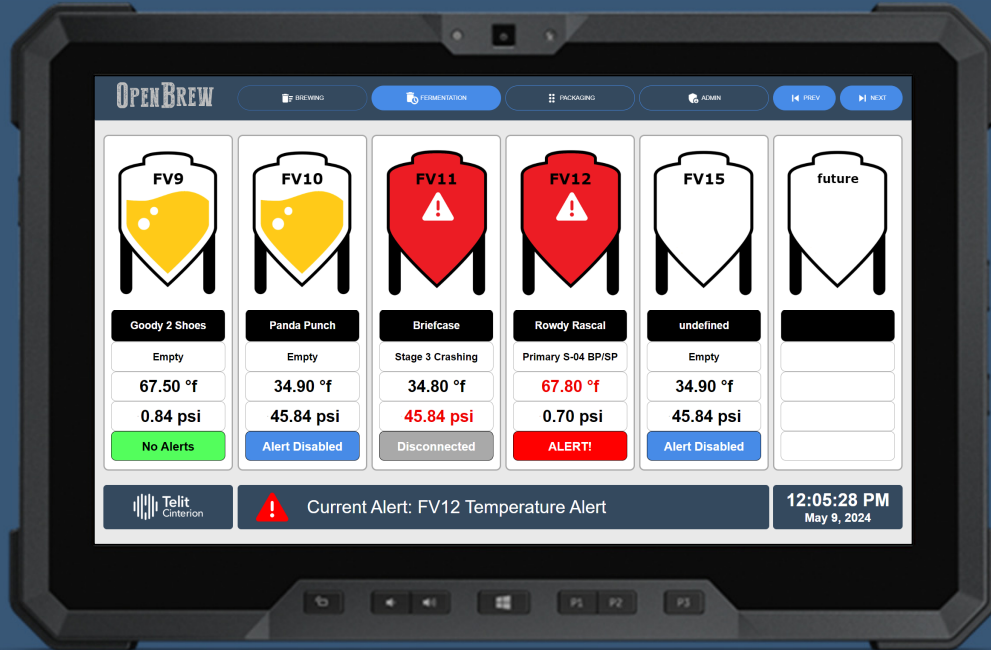 OPENBREW
BREWING
FERMENTATION
PACKAGING
ADMIN
PREV
NEXT
FV9
FV10
FV11
FV12
FV15
future
Goody 2 Shoes
Panda Punch
Briefcase
Rowdy Rascal
undefined
Empty
Empty
Stage 3 Crashing
Primary S-04 BP/SP
Empty
67.50 °f
34.90 °f
34.80 °f
67.80 °f
34.90 °f
0.84 psi
45.84 psi
45.84 psi
0.70 psi
45.84 psi
No Alerts
Alert Disabled
Disconnected
ALERT!
Alert Disabled
Telit
Cinterion
Current Alert: FV12 Temperature Alert
12:05:28 PM
May 9, 2024
P1
P2
P3